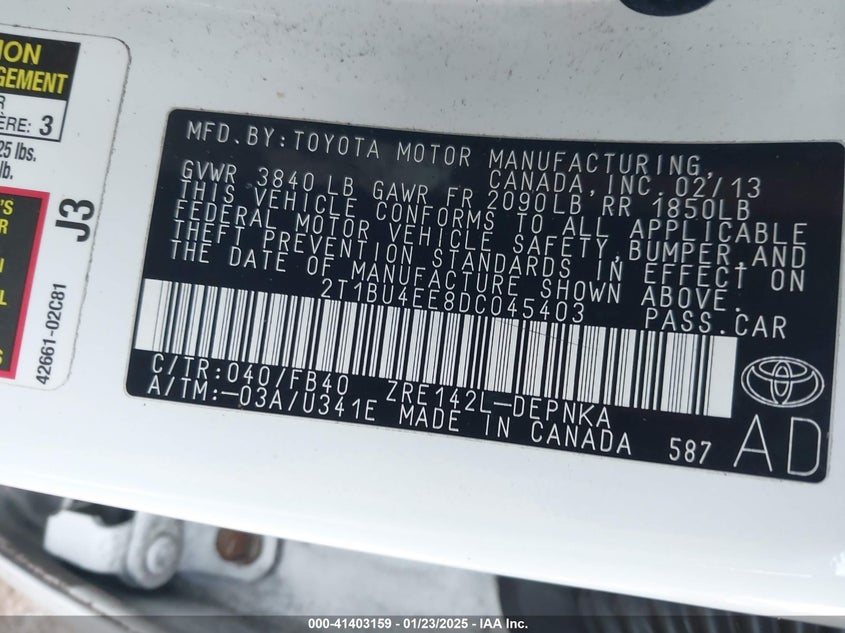 ION
GEMENT
R
ÈRE: 3
25 lbs.
lb.
'S
R
N
L
S
J3
42661-02C81
MFD.BY:TOYOTA MOTOR MANUFACTURING,
CANADA,INC.02/13
GVWR 3840LB GAWR FR 2090LB RR 1850LB
THIS VEHICLE CONFORMS TO ALL APPLICABLE
FEDERAL MOTOR VEHICLE SAFETY,BUMPER,AND
THEFT PREVENTION STANDARDS IN EFFECT ON
THE DATE OF MANUFACTURE SHOWN ABOVE.
2T1BU4EE8DC045403 PASS.CAR
C/TR:040/FB40 ZRE142L-DEPNKA
A/TM:-03A/U341E MADE IN CANADA 587
AD
000-41403159 — 01/23/2025 — IAA Inc.